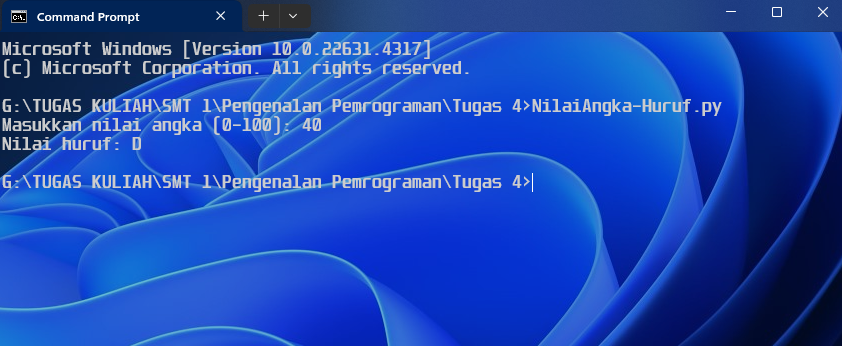 Command Prompt
Microsoft Windows [Version 10.0.22631.4317]
(c) Microsoft Corporation. All rights reserved.
G:\TUGAS KULIAH\SMT 1\Pengenalan Pemrograman\Tugas 4>NilaiAngka-Huruf.py
Masukkan nilai angka (0-100): 40
Nilai huruf: D
G:\TUGAS KULIAH\SMT 1\Pengenalan Pemrograman\Tugas 4>